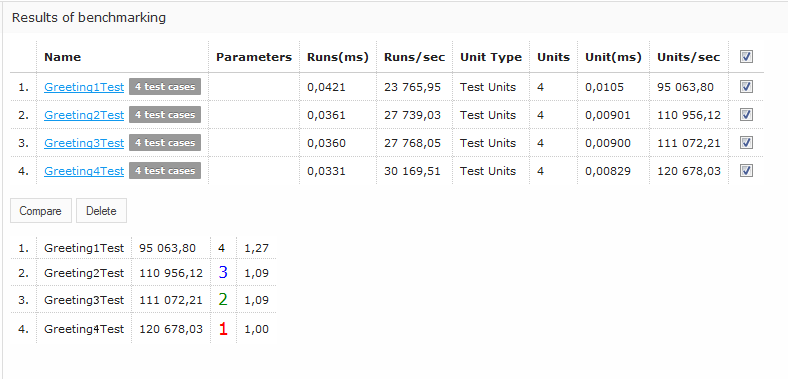 Results of benchmarking
Name Parameters Runs(ms) Runs/sec Unit Type Units Unit(ms) Units/sec
1. Greeting1Test 4 test cases 0,0421 23 765,95 Test Units 4 0,0105 95 063,80
2. Greeting2Test 4 test cases 0,0361 27 739,03 Test Units 4 0,00901 110 956,12
3. Greeting3Test 4 test cases 0,0360 27 768,05 Test Units 4 0,00900 111 072,21
4. Greeting4Test 4 test cases 0,0331 30 169,51 Test Units 4 0,00829 120 678,03
Compare Delete
1. Greeting1Test 95 063,80 4 1,27
2. Greeting2Test 110 956,12 3 1,09
3. Greeting3Test 111 072,21 2 1,09
4. Greeting4Test 120 678,03 1 1,00